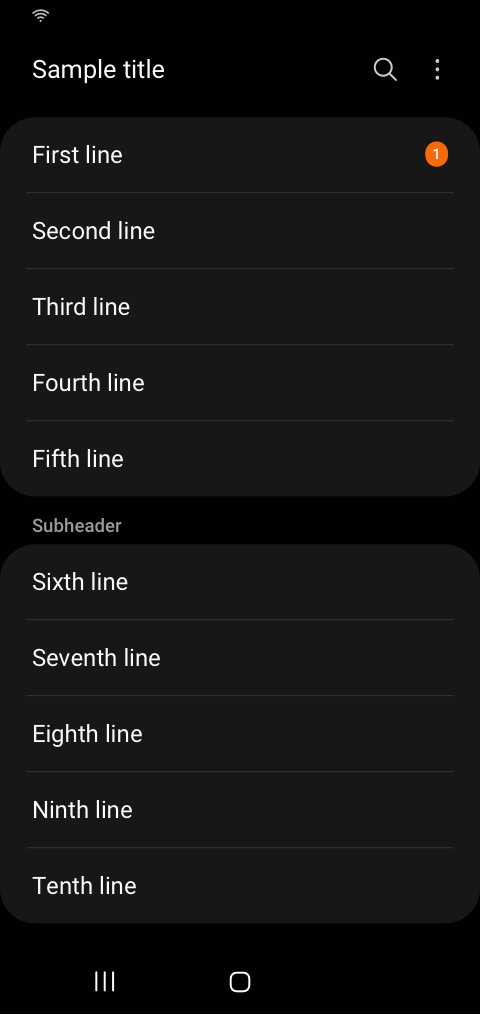 Sample title
First line
1
Second line
Third line
Fourth line
Fifth line
Subheader
Sixth line
Seventh line
Eighth line
Ninth line
Tenth line